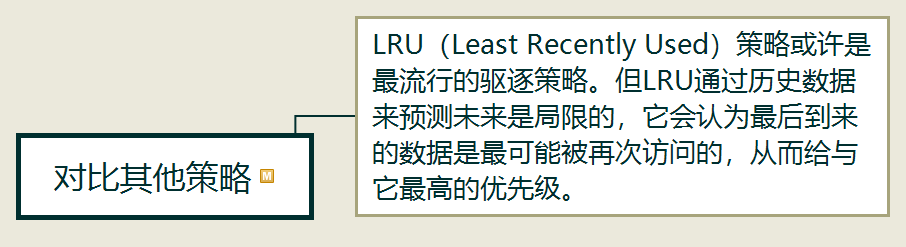 LRU（Least Recently Used）策略或许是
最流行的驱逐策略。但LRU通过历史数据
来预测未来是局限的，它会认为最后到来
的数据是最可能被再次访问的，从而给与
它最高的优先级。
对比其他策略
M